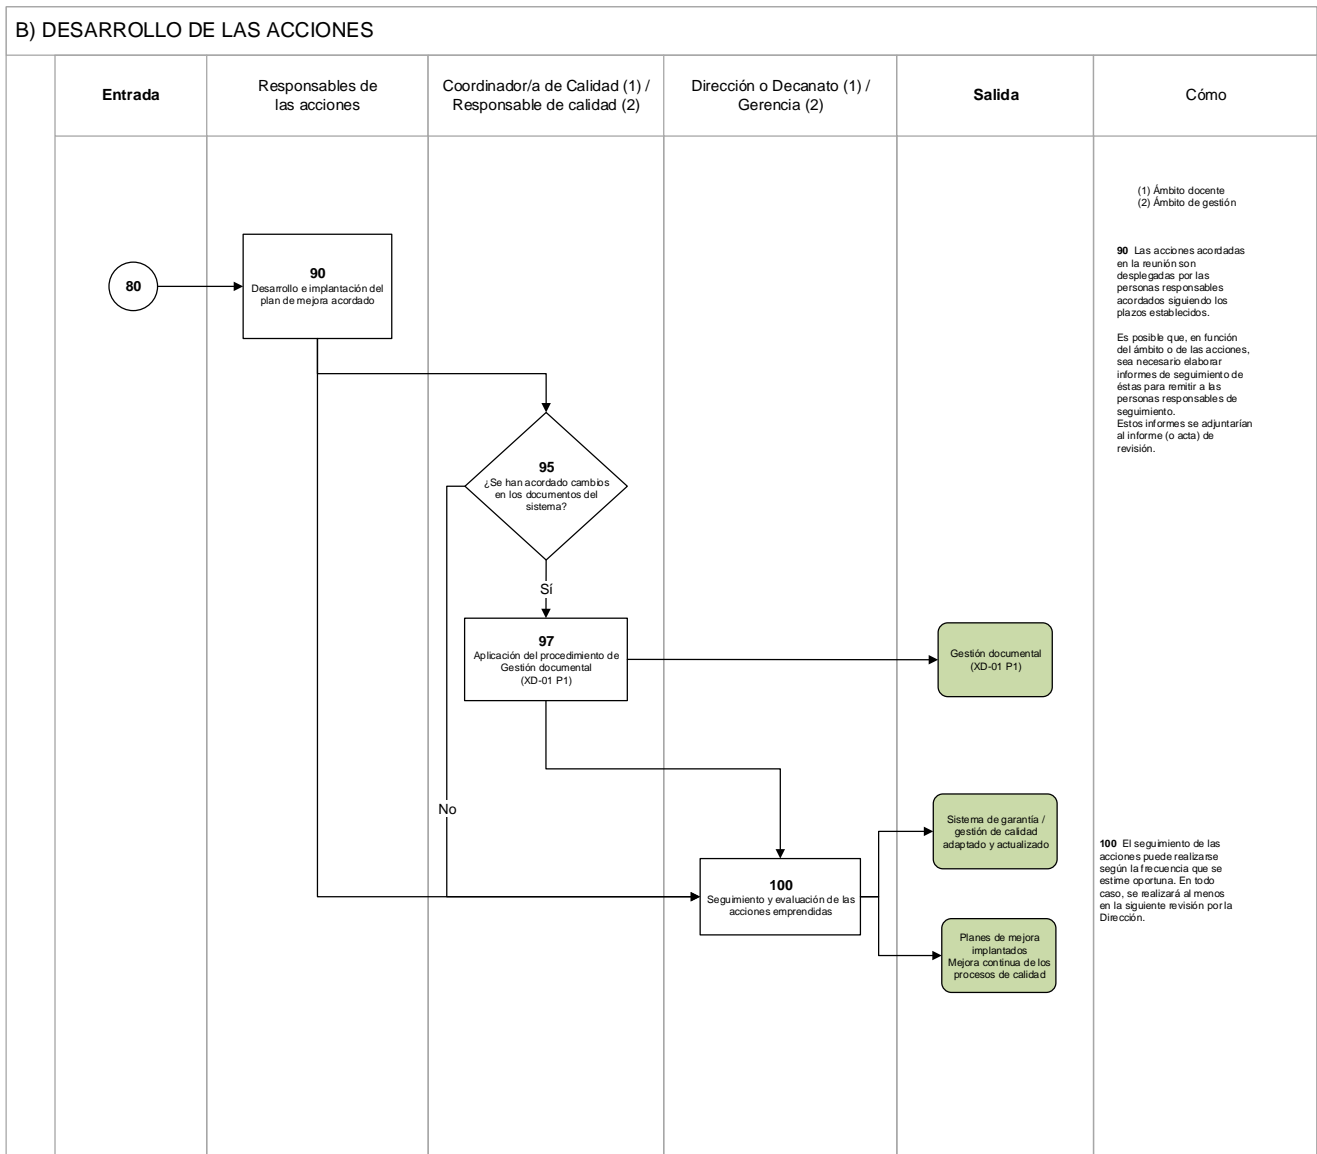 B) DESARROLLO DE LAS ACCIONES
Entrada
Responsables de
las acciones
Coordinador/a de Calidad (1) /
Responsable de calidad (2)
Dirección o Decanato (1) /
Gerencia (2)
Salida
Cómo
(1) Ámbito docente
(2) Ámbito de gestión
80
90
Desarrollo e implantación del
plan de mejora acordado
90 Las acciones acordadas
en la reunión son
desplegadas por las
personas responsables
acordados siguiendo los
plazos establecidos.
Es posible que, en función
del ámbito o de las acciones,
sea necesario elaborar
informes de seguimiento de
éstas para remitir a las
personas responsables de
seguimiento.
Estos informes se adjuntarían
al informe (o acta) de
revisión.
95
¿Se han acordado cambios
en los documentos del
sistema?
Sí
97
Aplicación del procedimiento de
Gestión documental
(XD-01 P1)
Gestión documental
(XD-01 P1)
No
Sistema de garantía /
gestión de calidad
adaptado y actualizado
100
Seguimiento y evaluación de las
acciones emprendidas
100 El seguimiento de las
acciones puede realizarse
según la frecuencia que se
estime oportuna. En todo
caso, se realizará al menos
en la siguiente revisión por la
Dirección.
Planes de mejora
implantados
Mejora continua de los
procesos de calidad